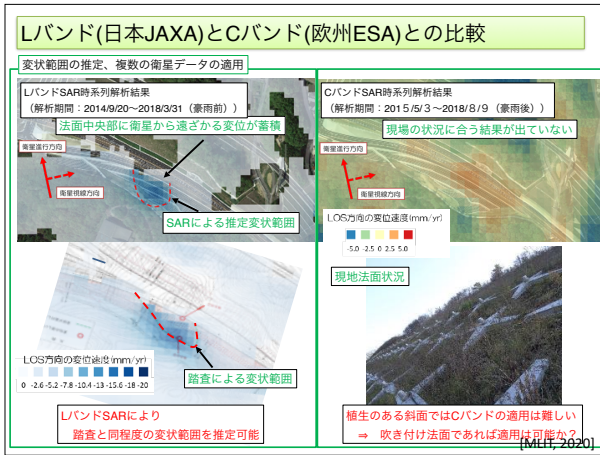 Lバンド(日本JAXA)とCバンド(欧州ESA)との比較
変状範囲の推定、複数の衛星データの適用
LバンドSAR時系列解析結果
（解析期間：2014/9/20～2018/3/31（豪雨前））
法面中央部に衛星から遠ざかる変位が蓄積
衛星進行方向
衛星視線方向
SARによる推定変状範囲
LOS方向の変位速度(mm/yr)
0 -2.6 -5.2 -7.8 -10.4 -13 -15.6 -18 -20
踏査による変状範囲
LバンドSARにより
踏査と同程度の変状範囲を推定可能
CバンドSAR時系列解析結果
（解析期間：2015/5/3～2018/8/9（豪雨後））
現場の状況に合う結果が出ていない
衛星進行方向
衛星視線方向
LOS方向の変位速度(mm/yr)
-5.0 -2.5 0 2.5 5.0
現地法面状況
植生のある斜面ではCバンドの適用は難しい
⇒ 吹き付け法面であれば適用は可能か？
[MLIT, 2020]